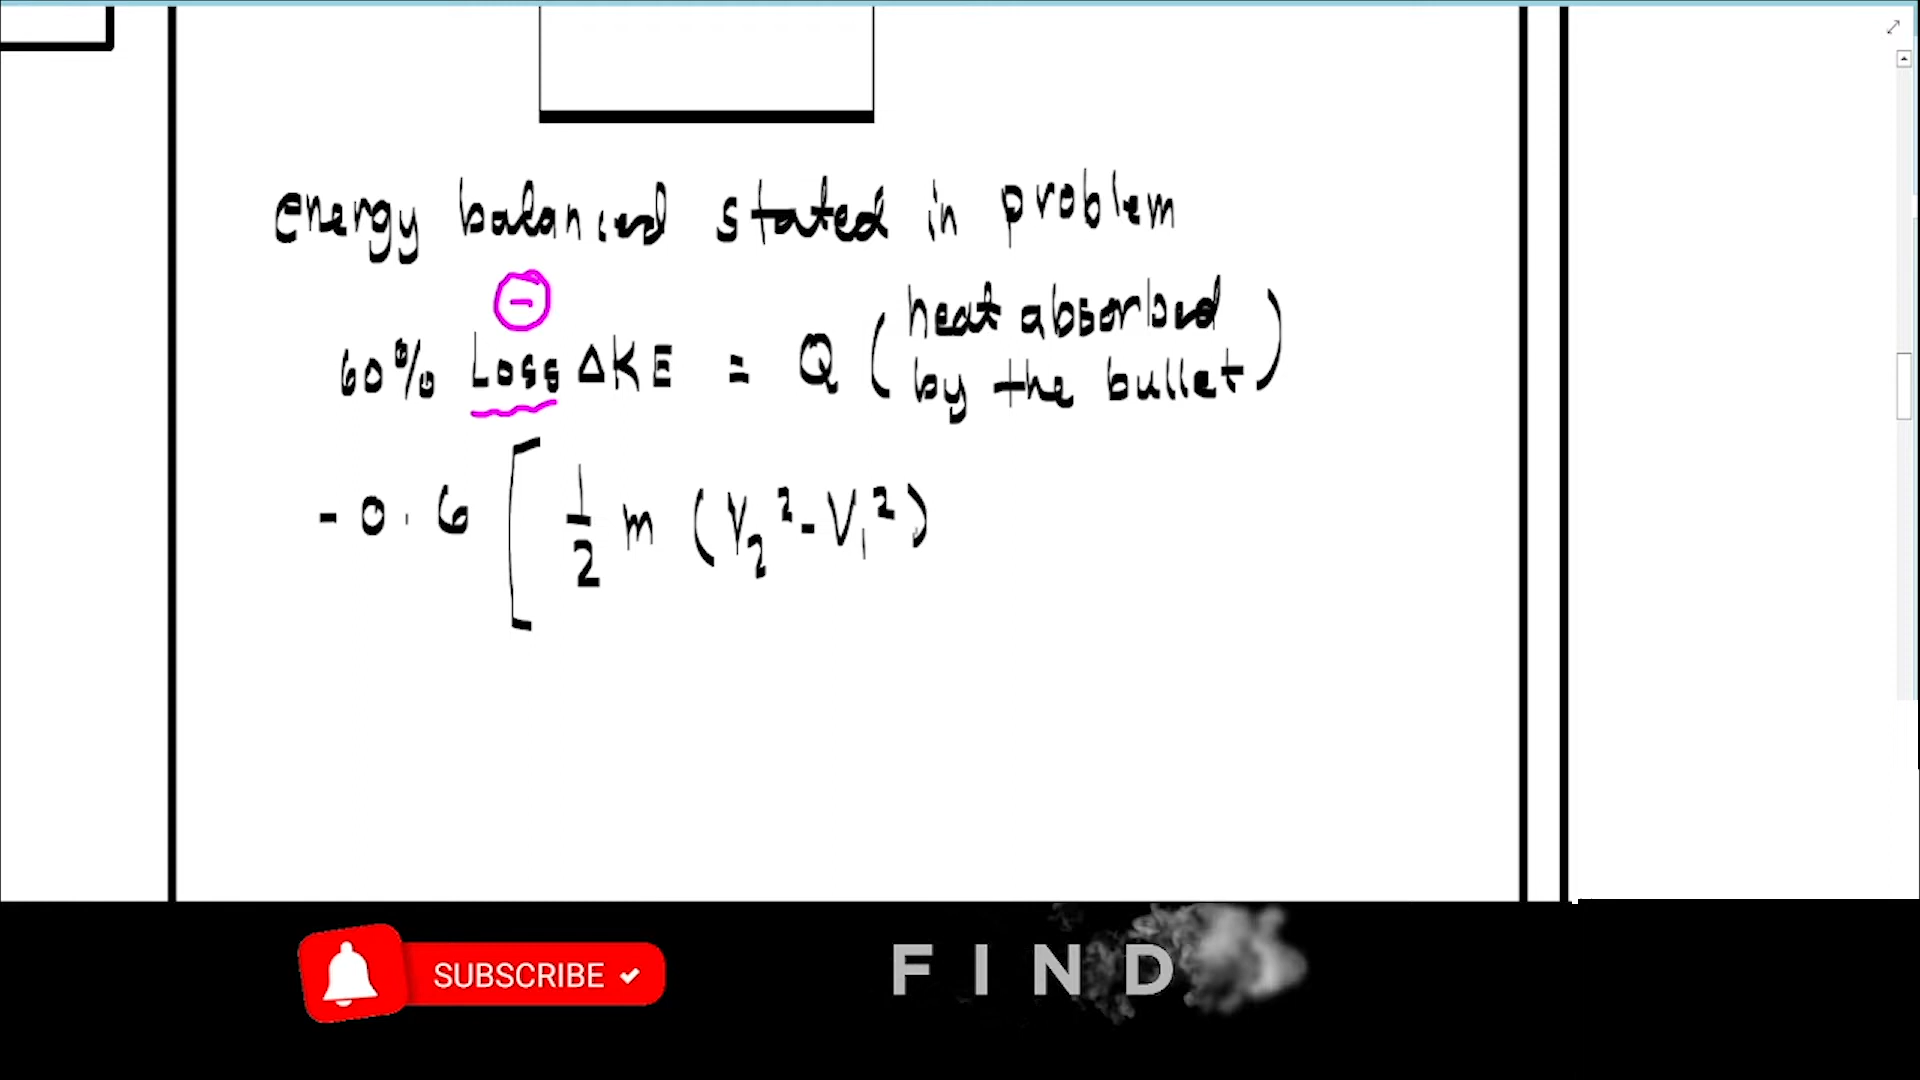 energy balanced stated in problem
-
60% Loss ΔKE = Q (heat absorbed by the bullet)
-0.6 [ 1/2 m (V₂² - V₁²)
SUBSCRIBE
FIND